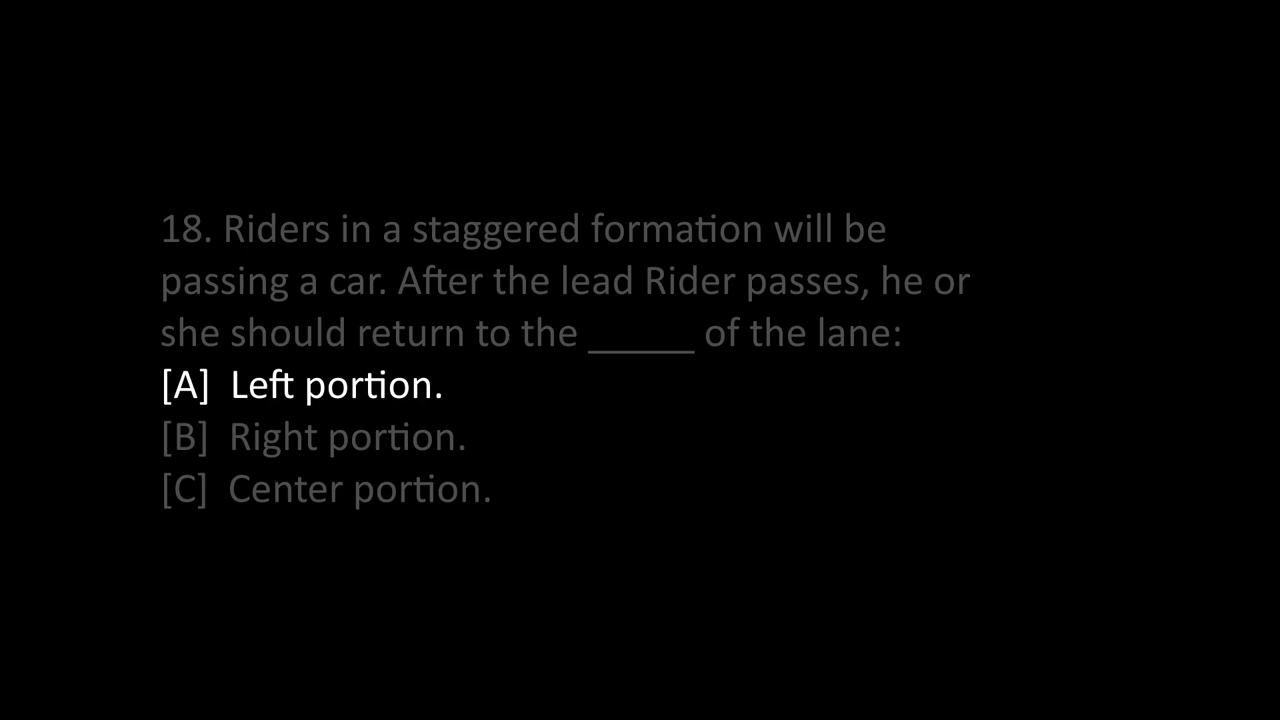 18. Riders in a staggered formation will be
passing a car. After the lead Rider passes, he or
she should return to the _____ of the lane:
[A]  Left portion.
[B]  Right portion.
[C]  Center portion.